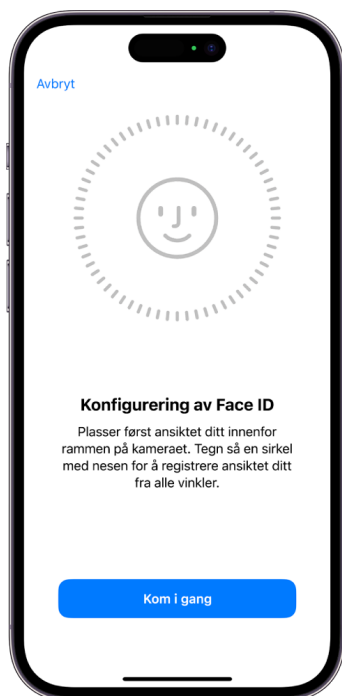 Avbryt
Konfigurering av Face ID
Plasser først ansiktet ditt innenfor
rammen på kameraet. Tegn så en sirkel
med nesen for å registrere ansiktet ditt
fra alle vinkler.
Kom i gang